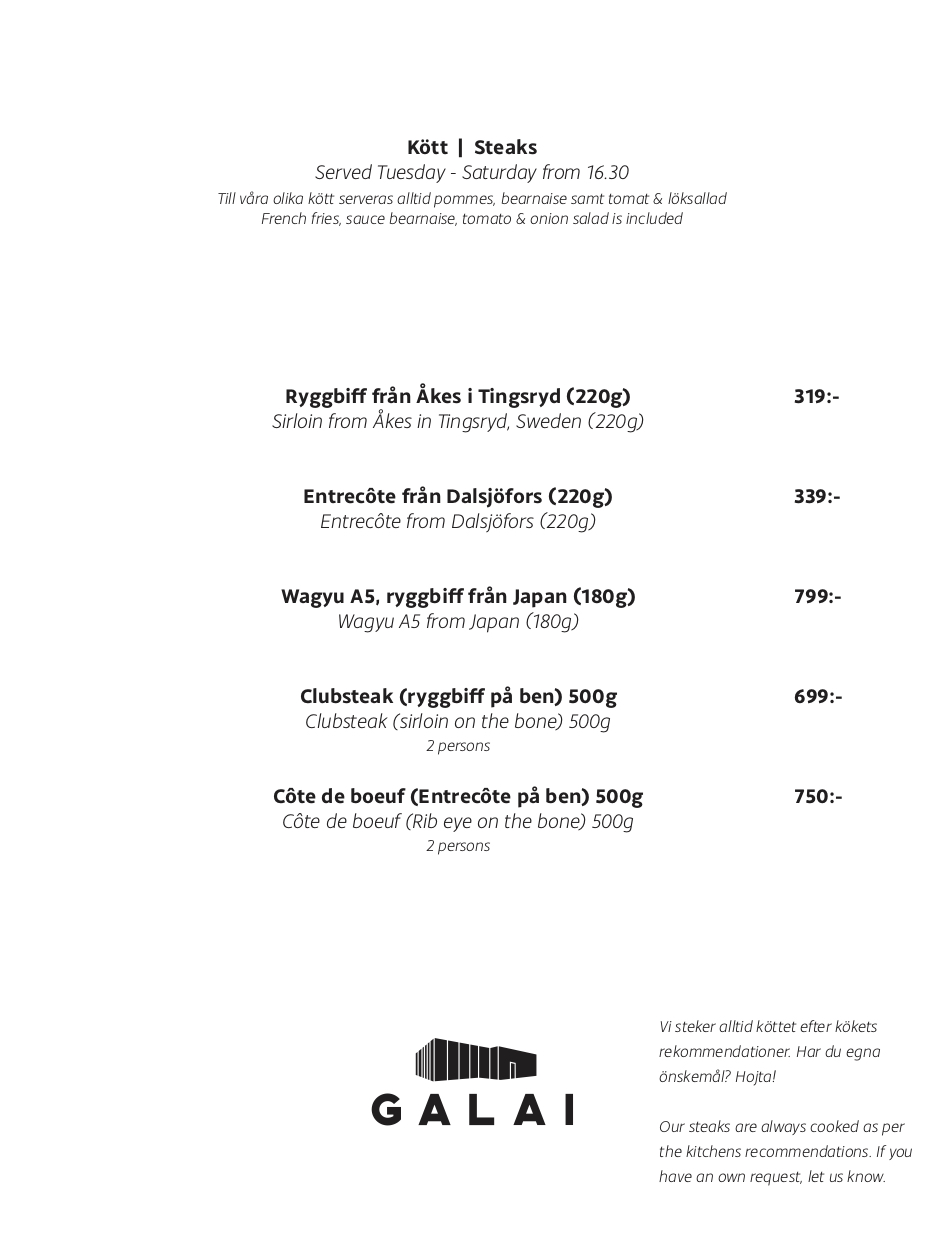 Kött | Steaks
Served Tuesday - Saturday from 16.30
Till våra olika kött serveras alltid pommes, bearnaise samt tomat & löksallad
French fries, sauce bearnaise, tomato & onion salad is included
Ryggbiff från Åkes i Tingsryd (220g) 319:-
Sirloin from Åkes in Tingsryd, Sweden (220g)
Entrecôte från Dalsjöfors (220g) 339:-
Entrecôte from Dalsjöfors (220g)
Wagyu A5, ryggbiff från Japan (180g) 799:-
Wagyu A5 from Japan (180g)
Clubsteak (ryggbiff på ben) 500g 699:-
Clubsteak (sirloin on the bone) 500g
2 persons
Côte de boeuf (Entrecôte på ben) 500g 750:-
Côte de boeuf (Rib eye on the bone) 500g
2 persons
GALAI
Vi steker alltid köttet efter kökets
rekommendationer. Har du egna
önskemål? Hojta!
Our steaks are always cooked as per
the kitchens recommendations. If you
have an own request, let us know.